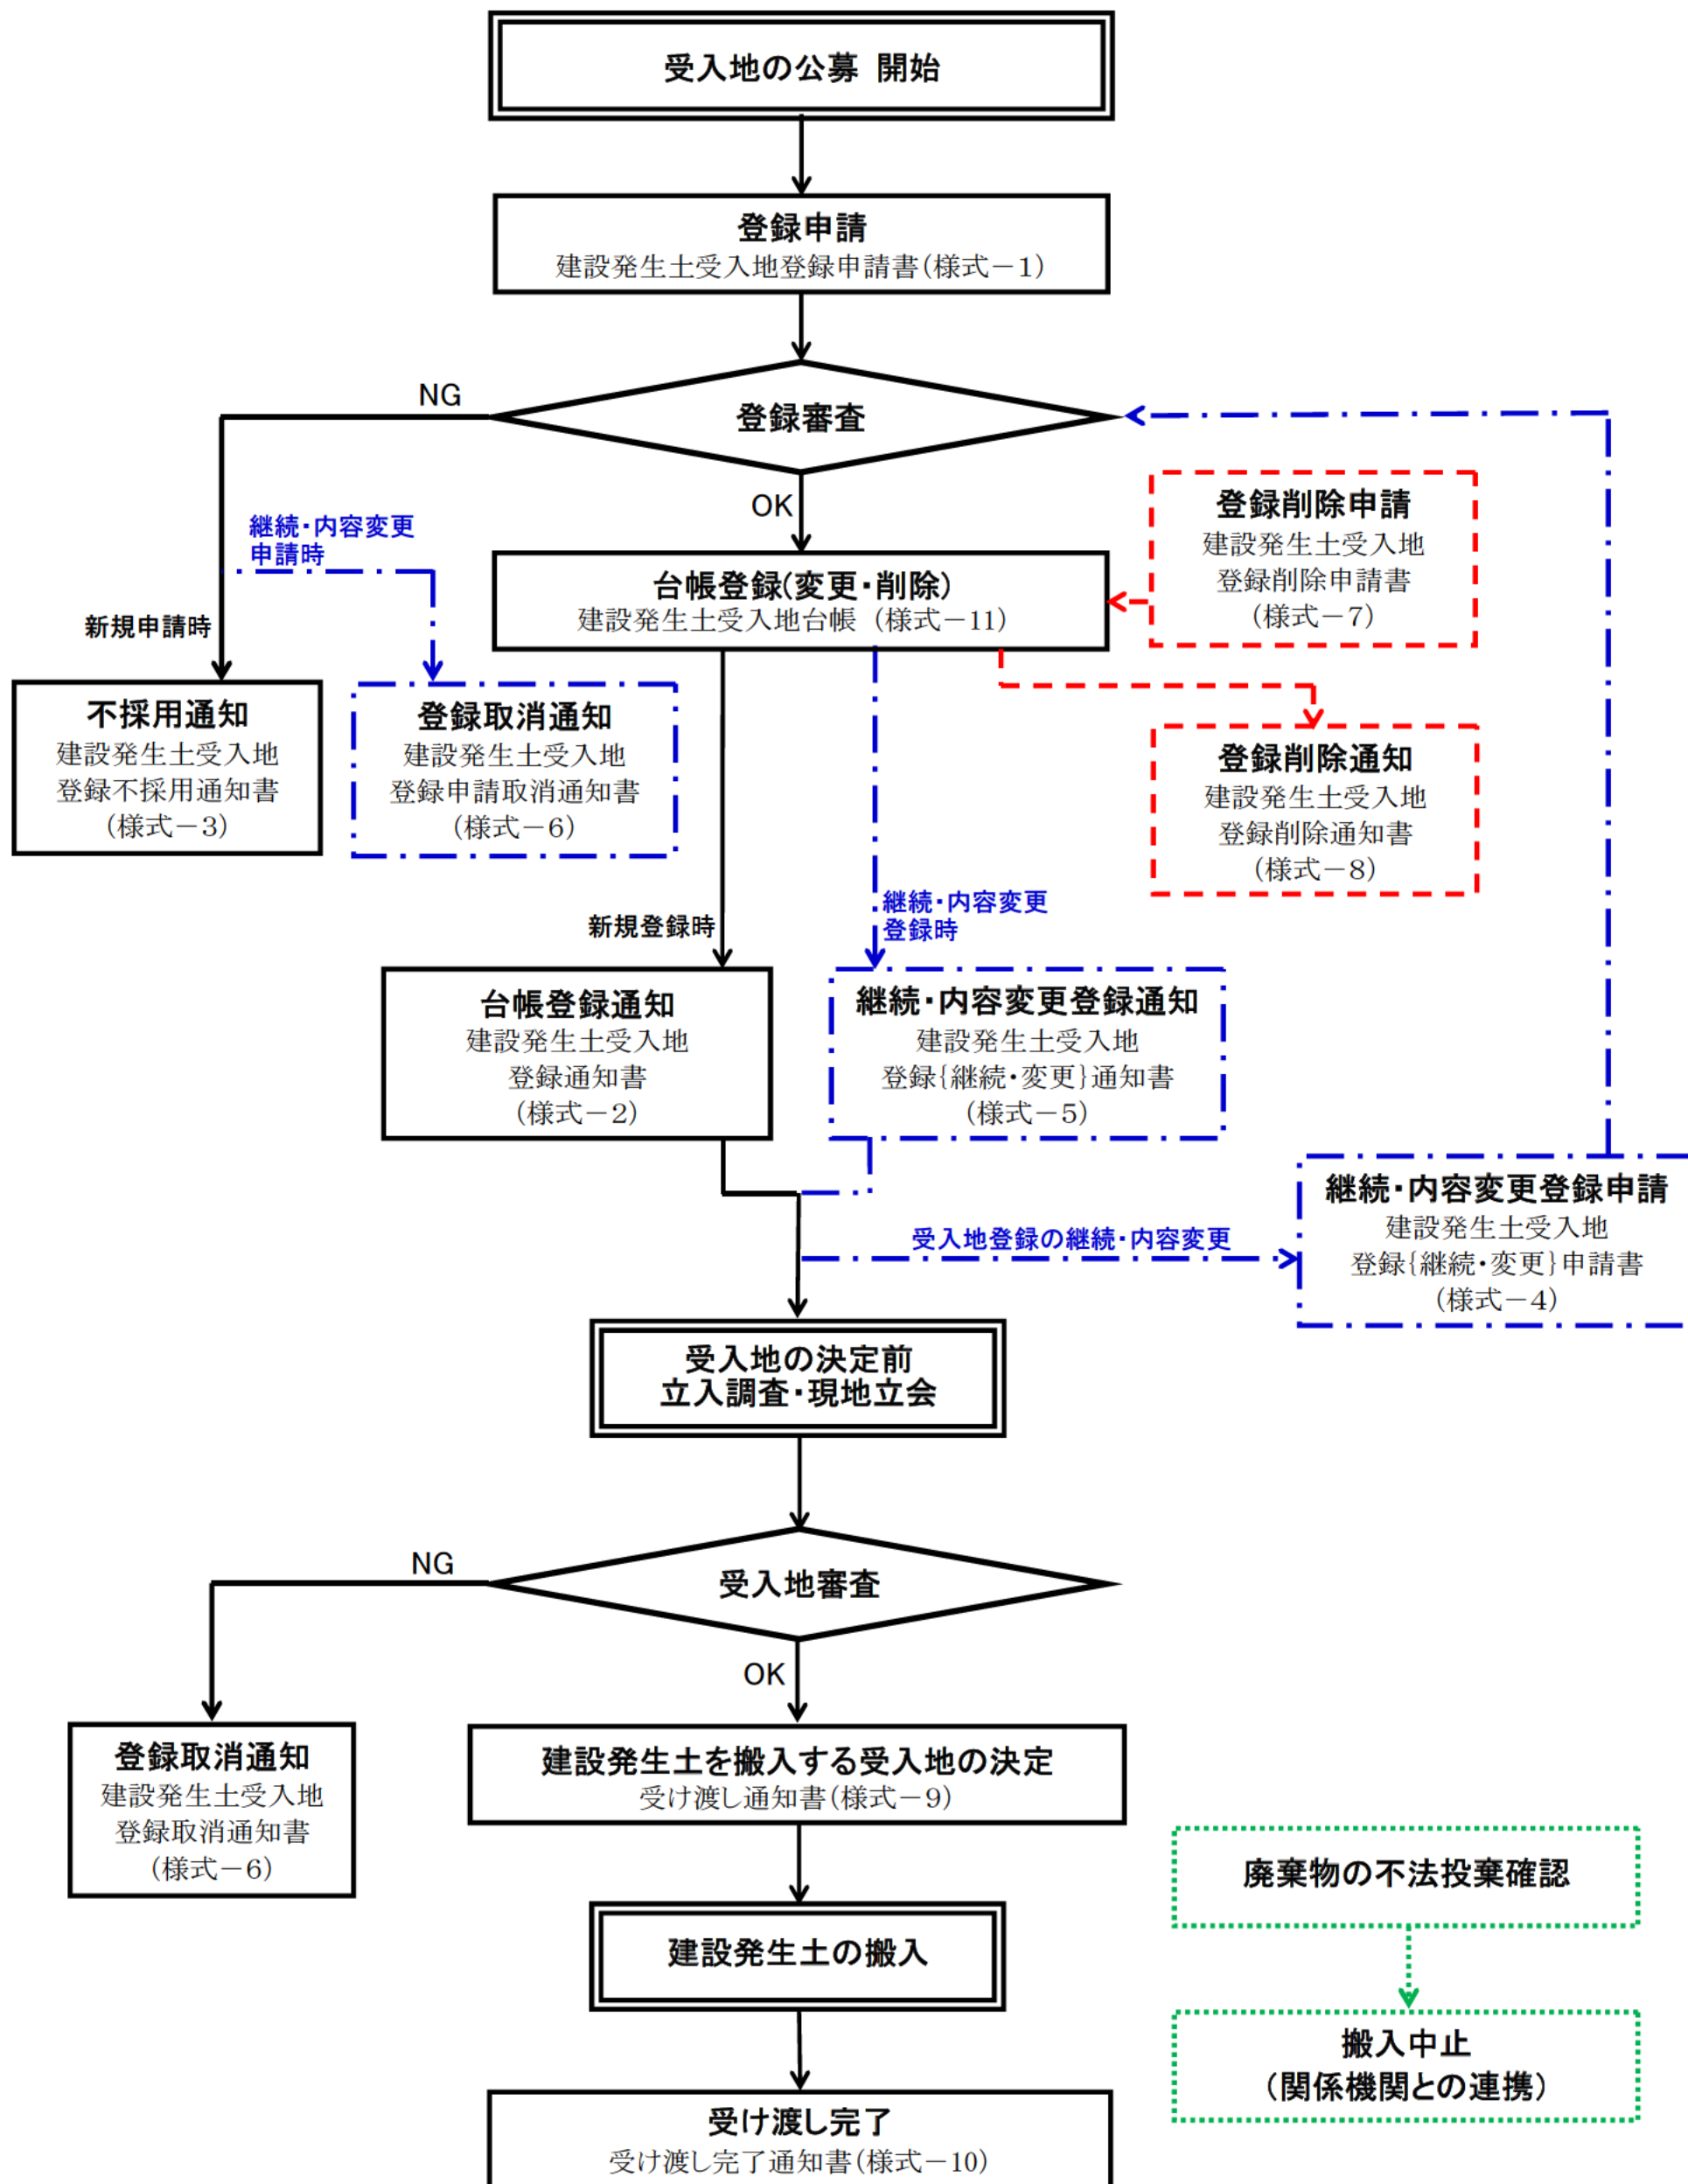 受入地の公募 開始
登録申請
建設発生土受入地登録申請書(様式－1)
NG
登録審査
OK
継続・内容変更
申請時
新規申請時
登録削除申請
建設発生土受入地
登録削除申請書
(様式－7)
台帳登録(変更・削除)
建設発生土受入地台帳 (様式－11)
不採用通知
建設発生土受入地
登録不採用通知書
(様式－3)
登録取消通知
建設発生土受入地
登録申請取消通知書
(様式－6)
登録削除通知
建設発生土受入地
登録削除通知書
(様式－8)
新規登録時
継続・内容変更
登録時
台帳登録通知
建設発生土受入地
登録通知書
(様式－2)
継続・内容変更登録通知
建設発生土受入地
登録{継続・変更}通知書
(様式－5)
受入地登録の継続・内容変更
継続・内容変更登録申請
建設発生土受入地
登録{継続・変更}申請書
(様式－4)
受入地の決定前
立入調査・現地立会
NG
受入地審査
OK
登録取消通知
建設発生土受入地
登録取消通知書
(様式－6)
建設発生土を搬入する受入地の決定
受け渡し通知書(様式－9)
建設発生土の搬入
廃棄物の不法投棄確認
搬入中止
(関係機関との連携)
受け渡し完了
受け渡し完了通知書(様式－10)